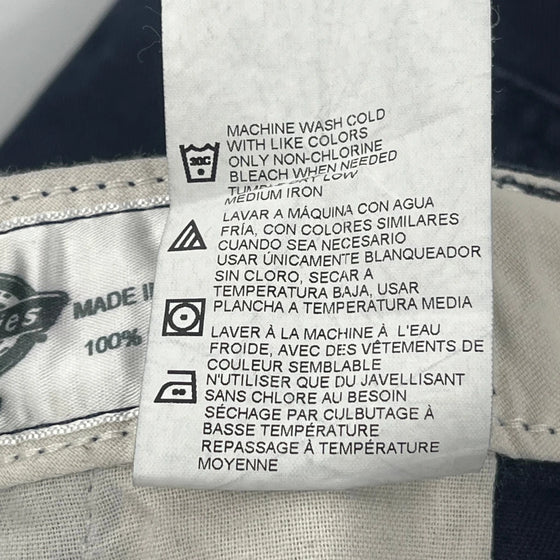 MACHINE WASH COLD
WITH LIKE COLORS
ONLY NON-CHLORINE
BLEACH WHEN NEEDED
TUMBLE DRY LOW
MEDIUM IRON
30C
LAVAR A MÁQUINA CON AGUA
FRÍA, CON COLORES SIMILARES
CUANDO SEA NECESARIO
USAR ÚNICAMENTE BLANQUEADOR
SIN CLORO, SECAR A
TEMPERATURA BAJA, USAR
PLANCHA A TEMPERATURA MEDIA
LAVER À LA MACHINE À L'EAU
FROIDE, AVEC DES VÊTEMENTS DE
COULEUR SEMBLABLE
N'UTILISER QUE DU JAVELLISANT
SANS CHLORE AU BESOIN
SÉCHAGE PAR CULBUTAGE À
BASSE TEMPÉRATURE
REPASSAGE À TEMPÉRATURE
MOYENNE
MADE
100%